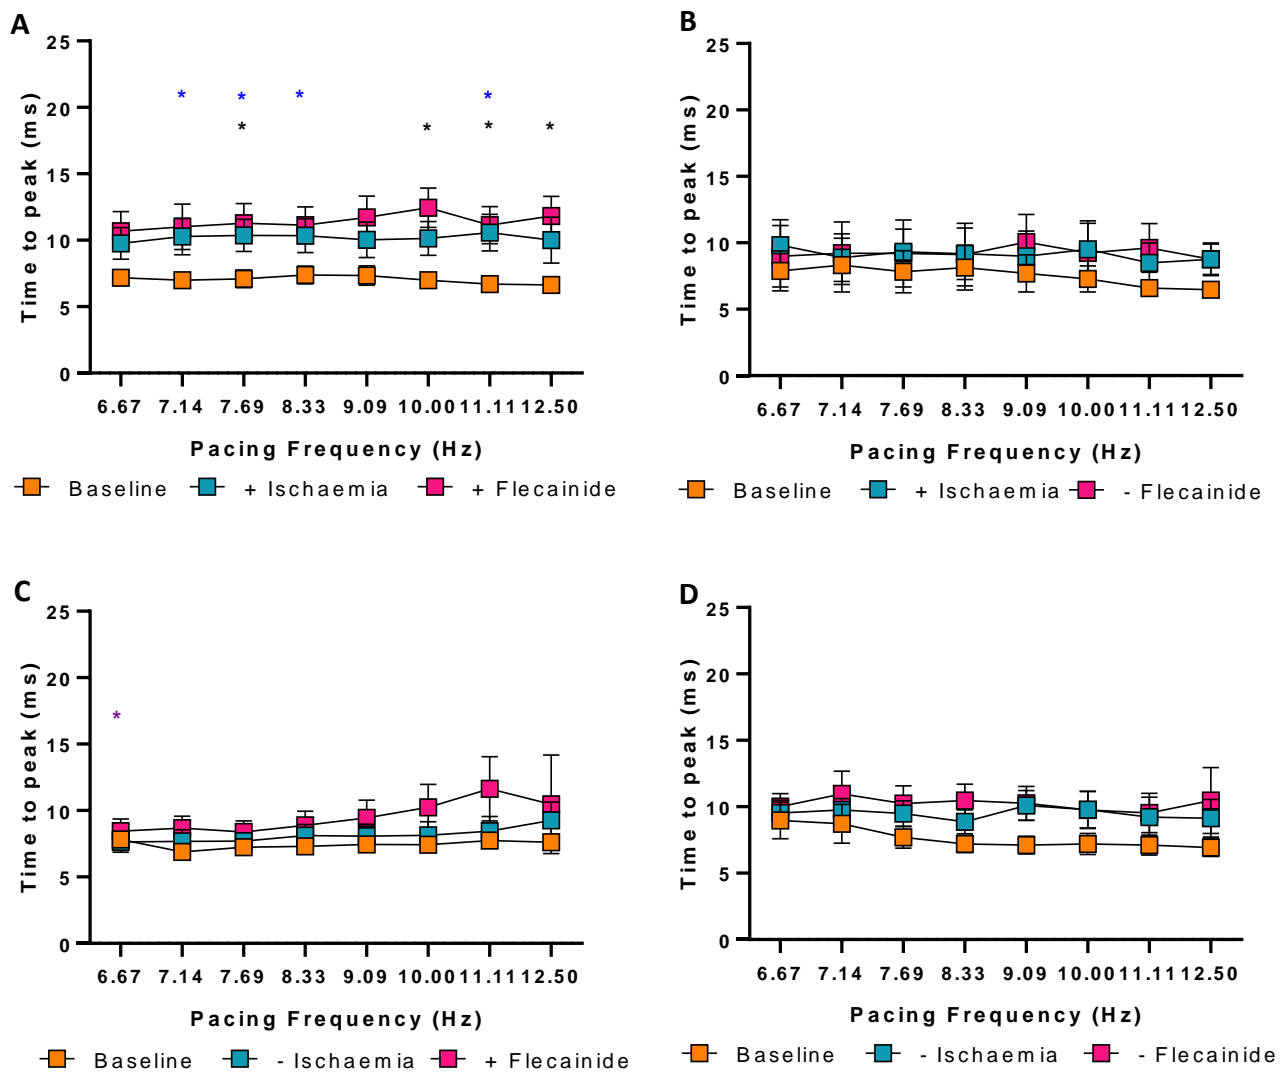 A
Time to peak (ms)
25
20
15
10
5
0
* * * *
* * * *
6.67 7.14 7.69 8.33 9.09 10.00 11.11 12.50
Pacing Frequency (Hz)
Baseline + Ischaemia + Flecainide
B
Time to peak (ms)
25
20
15
10
5
0
6.67 7.14 7.69 8.33 9.09 10.00 11.11 12.50
Pacing Frequency (Hz)
Baseline + Ischaemia - Flecainide
C
Time to peak (ms)
25
20
15
10
5
0
*
6.67 7.14 7.69 8.33 9.09 10.00 11.11 12.50
Pacing Frequency (Hz)
Baseline - Ischaemia + Flecainide
D
Time to peak (ms)
25
20
15
10
5
0
6.67 7.14 7.69 8.33 9.09 10.00 11.11 12.50
Pacing Frequency (Hz)
Baseline - Ischaemia - Flecainide